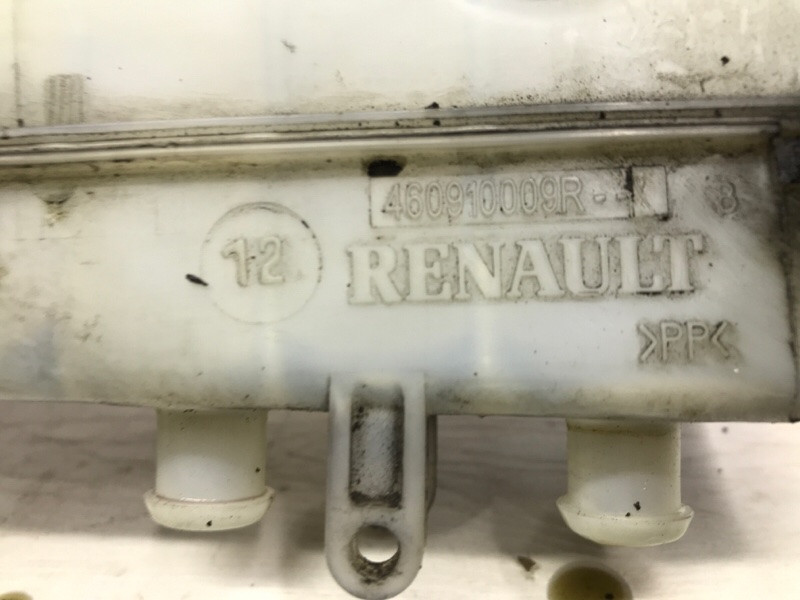 460910009R--
B
12
RENAULT
>PP<